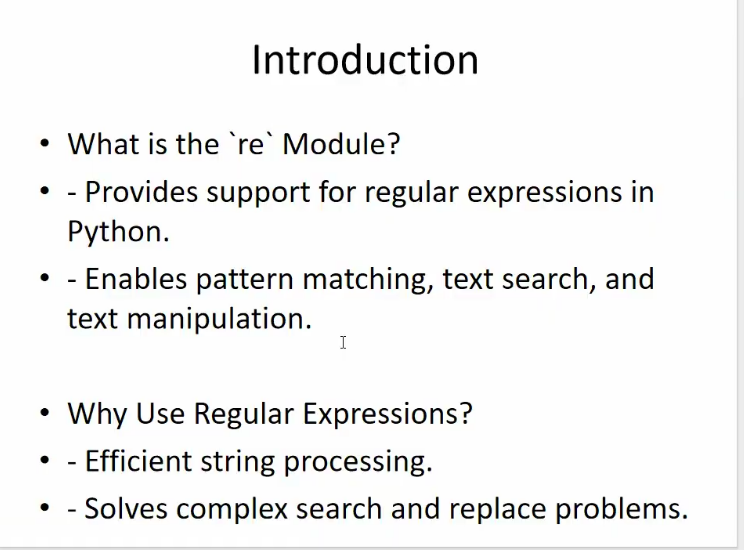 Introduction
• What is the `re` Module?
• - Provides support for regular expressions in
Python.
• - Enables pattern matching, text search, and
text manipulation.
• Why Use Regular Expressions?
• - Efficient string processing.
• - Solves complex search and replace problems.